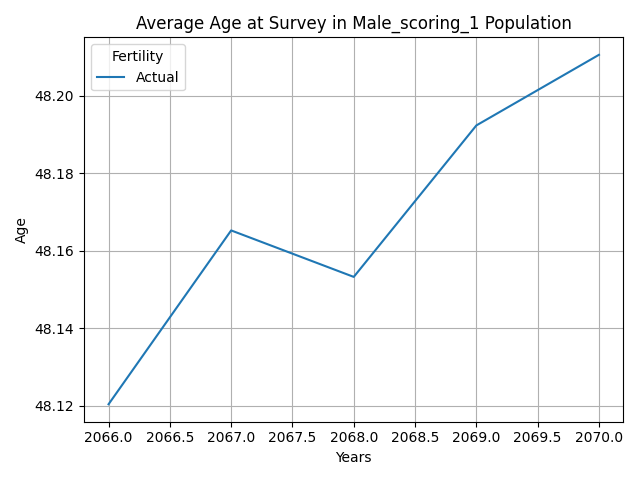 Average Age at Survey in Male_scoring_1 Population
Fertility
Actual
48.20
48.18
48.16
48.14
48.12
Age
2066.0 2066.5 2067.0 2067.5 2068.0 2068.5 2069.0 2069.5 2070.0
Years